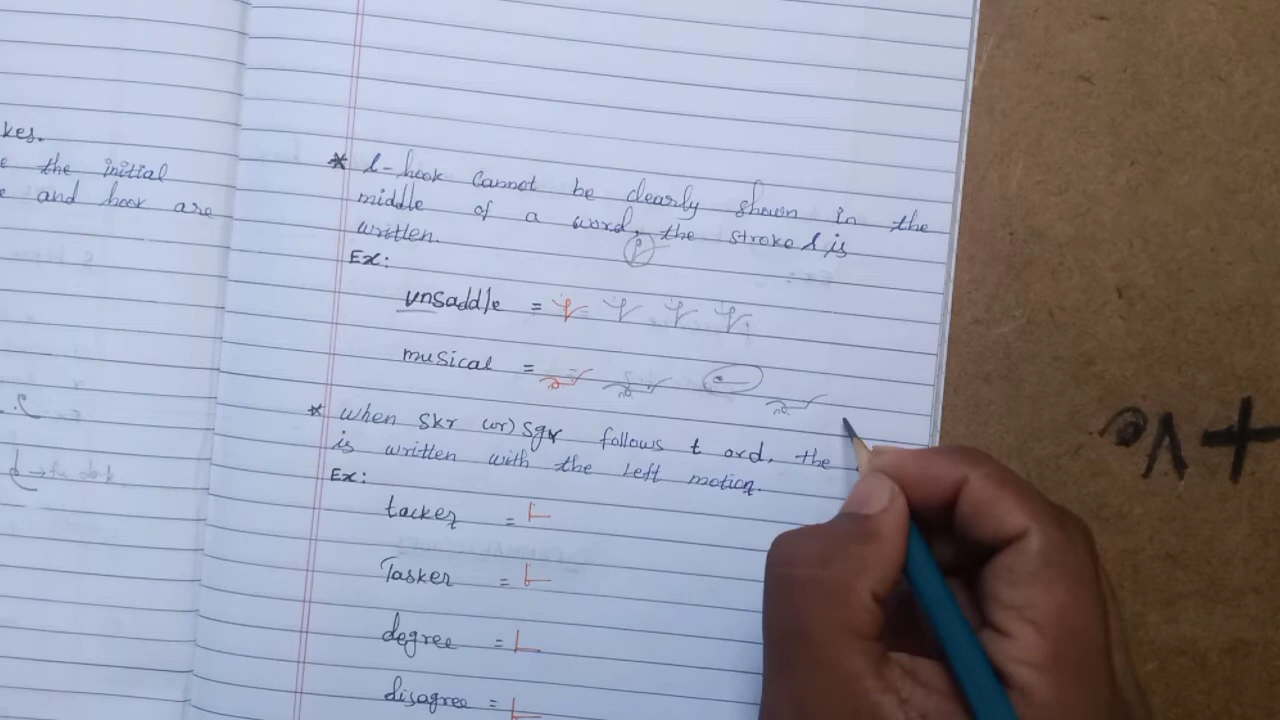 kes.
the initial
and hook are
* l-hook cannot be clearly shown in the
middle of a word, the stroke l is
written.
Ex:
unsaddle =
musical =
* when skr (or) sgr follows t or d, the
is written with the left motion.
Ex:
tacker =
Tasker =
degree =
disagree =